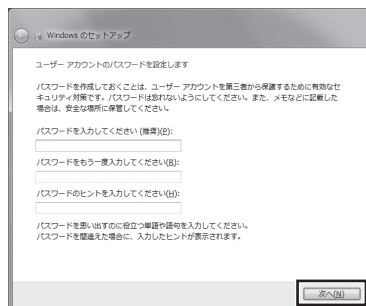 Windows のセットアップ
ユーザー アカウントのパスワードを設定します
パスワードを作成しておくことは、ユーザー アカウントを第三者から保護するために有効なセ
キュリティ対策です。パスワードは忘れないようにしてください。また、メモなどに記載した
場合は、安全な場所に保管してください。
パスワードを入力してください (推奨)(P):
パスワードをもう一度入力してください(R):
パスワードのヒントを入力してください(H):
パスワードを思い出すのに役立つ単語や語句を入力してください。
パスワードを間違えた場合に、入力したヒントが表示されます。
次へ(N)